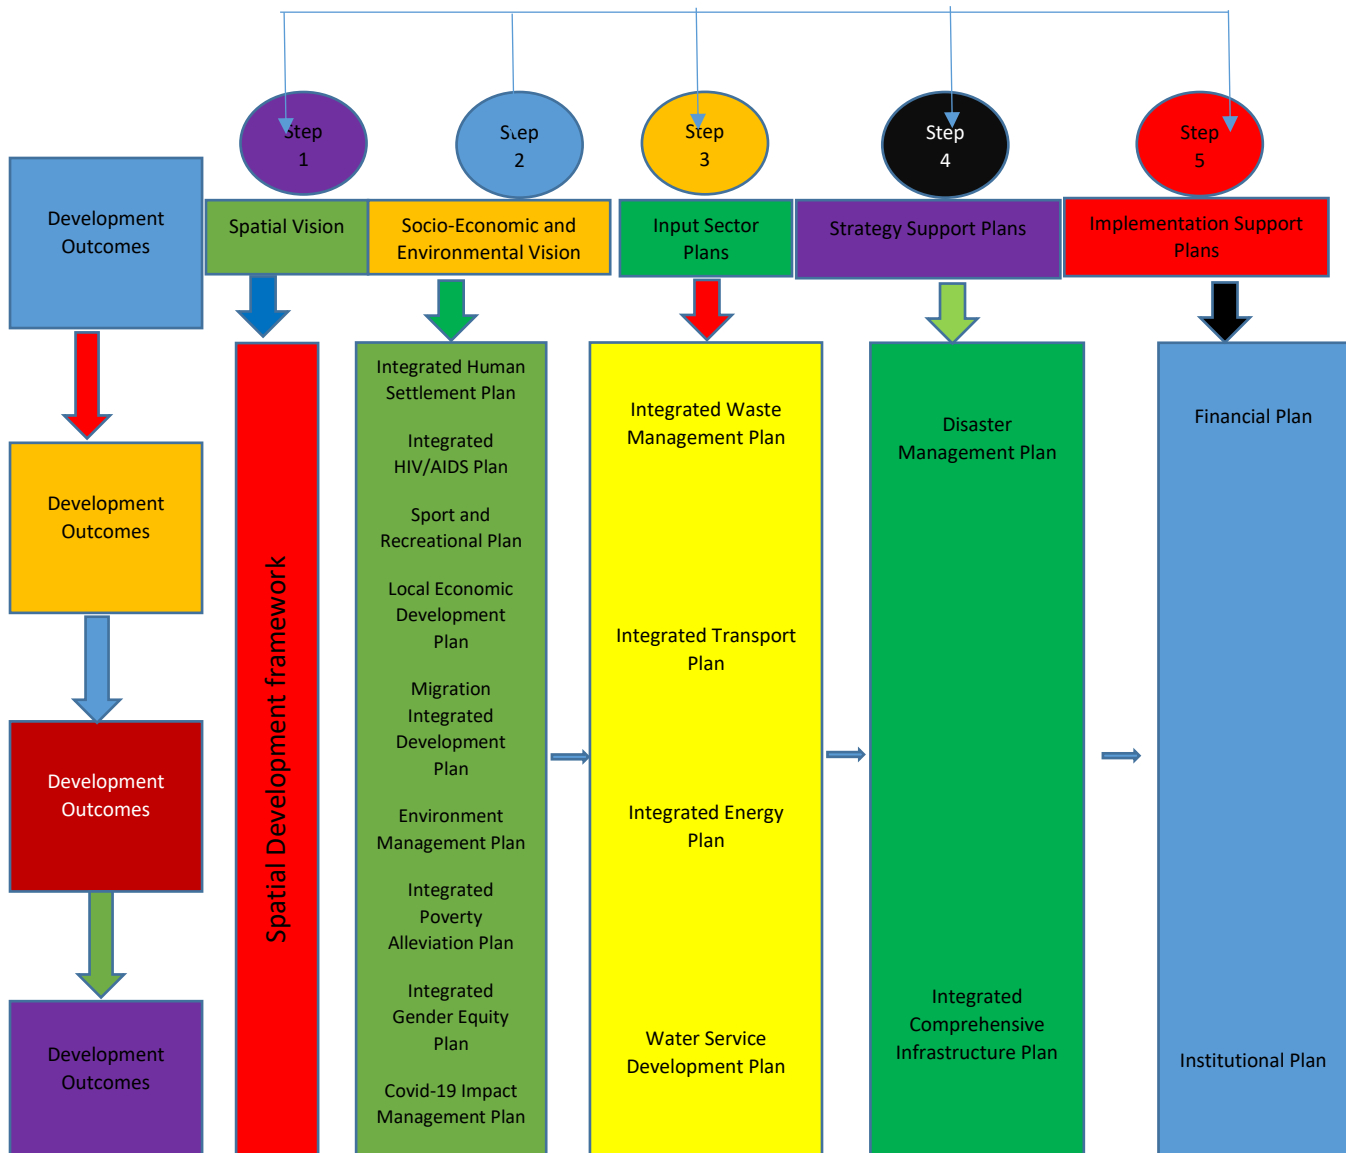 Step
1
Step
2
Step
3
Step
4
Step
5
Development
Outcomes
Spatial Vision
Socio-Economic and
Environmental Vision
Input Sector
Plans
Strategy Support Plans
Implementation Support
Plans
Development
Outcomes
Development
Outcomes
Development
Outcomes
Spatial Development framework
Integrated Human
Settlement Plan
Integrated
HIV/AIDS Plan
Sport and
Recreational Plan
Local Economic
Development
Plan
Migration
Integrated
Development
Plan
Environment
Management Plan
Integrated
Poverty
Alleviation Plan
Integrated
Gender Equity
Plan
Covid-19 Impact
Management Plan
Integrated Waste
Management Plan
Integrated Transport
Plan
Integrated Energy
Plan
Water Service
Development Plan
Disaster
Management Plan
Integrated
Comprehensive
Infrastructure Plan
Financial Plan
Institutional Plan